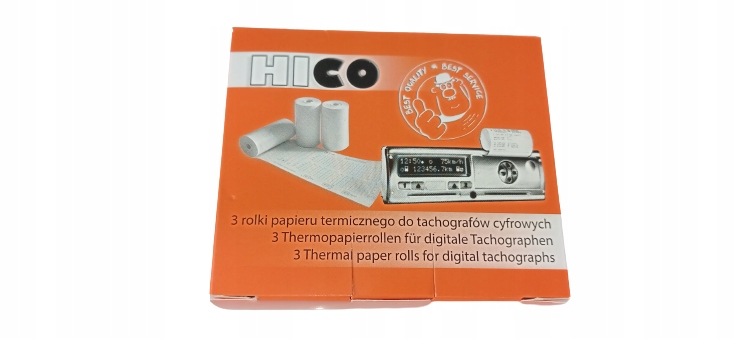 HICO
BEST QUALITY BEST SERVICE
12:50 75km/h
123456.7km
3 rolki papieru termicznego do tachografów cyfrowych
3 Thermopapierrollen für digitale Tachographen
3 Thermal paper rolls for digital tachographs